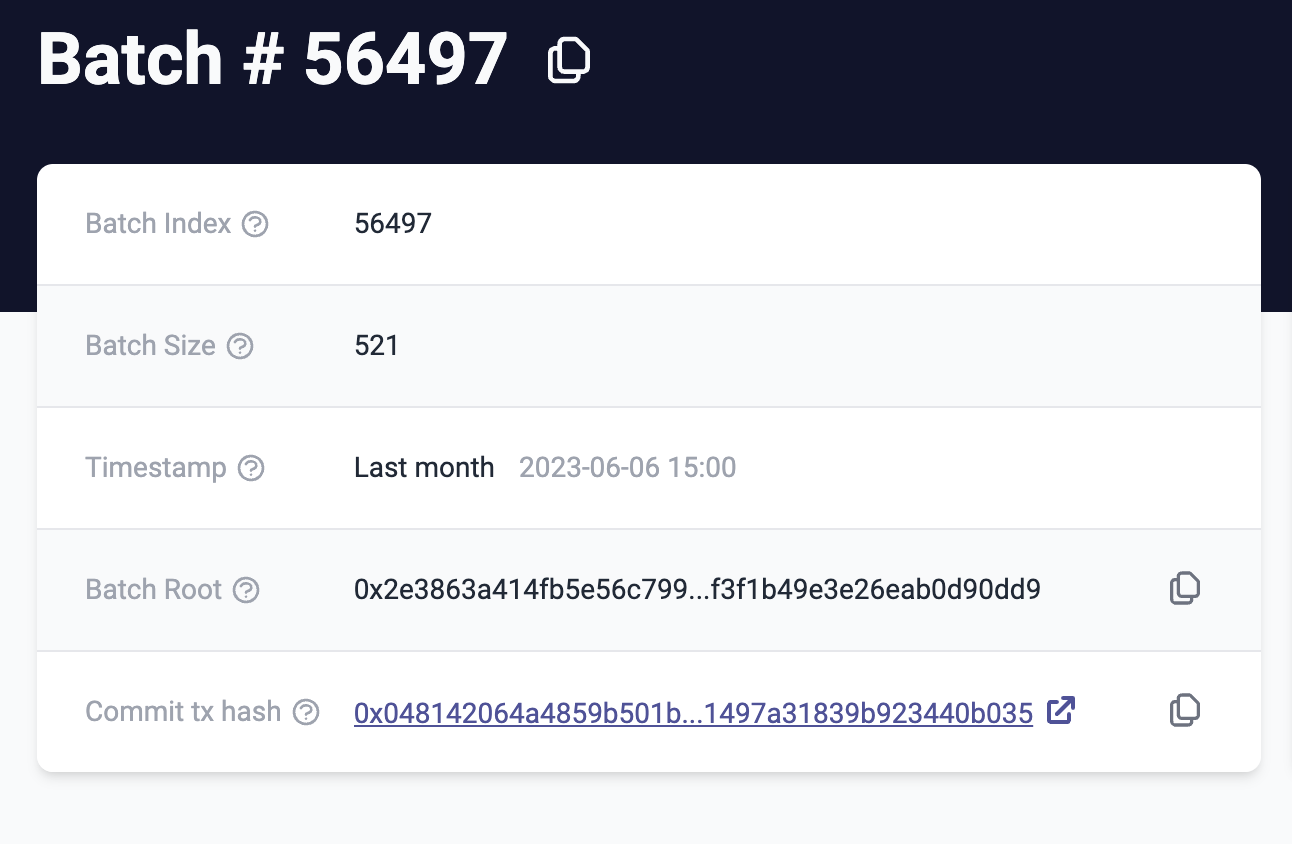 Batch # 56497
Batch Index 56497
Batch Size 521
Timestamp Last month 2023-06-06 15:00
Batch Root 0x2e3863a414fb5e56c799...f3f1b49e3e26eab0d90dd9
Commit tx hash 0x048142064a4859b501b...1497a31839b923440b035